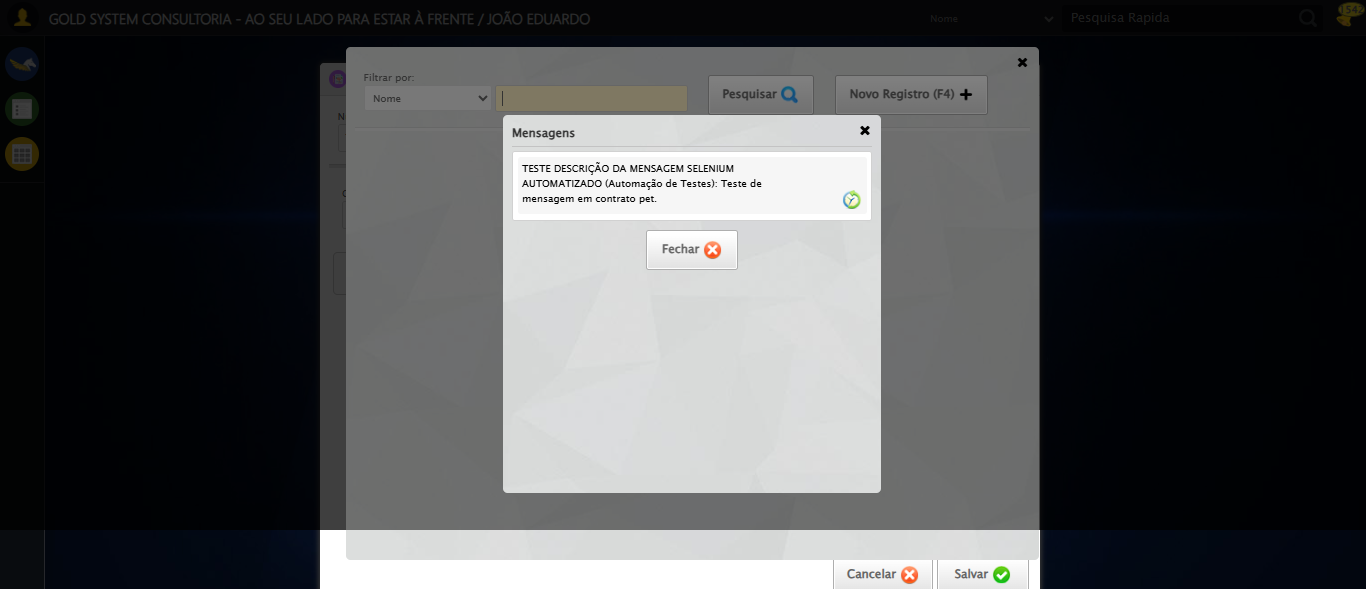 GOLD SYSTEM CONSULTORIA - AO SEU LADO PARA ESTAR À FRENTE / JOÃO EDUARDO
Nome
Pesquisa Rapida
154
Filtrar por:
Nome
Pesquisar
Novo Registro (F4)
Mensagens
TESTE DESCRIÇÃO DA MENSAGEM SELENIUM
AUTOMATIZADO (Automação de Testes): Teste de
mensagem em contrato pet.
Fechar
Cancelar
Salvar